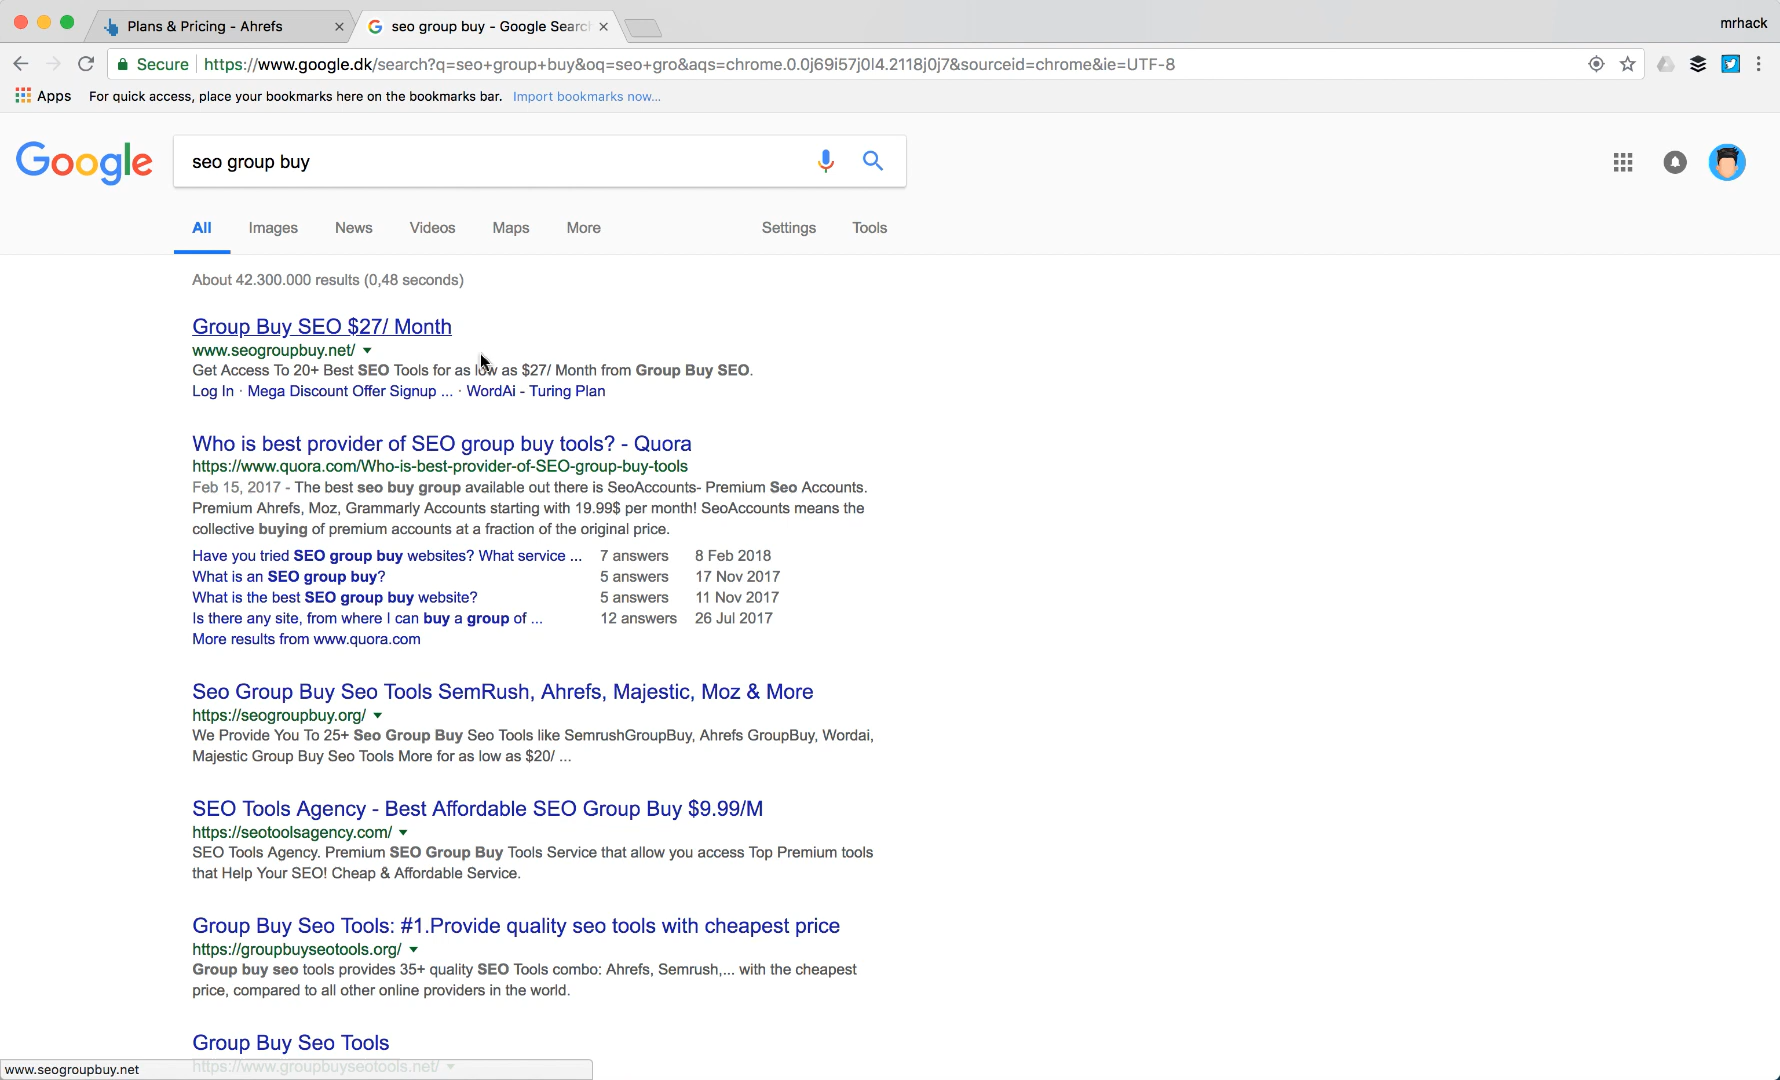 Plans & Pricing - Ahrefs
seo group buy - Google Search
mrhack
Secure
https://www.google.dk/search?q=seo+group+buy&oq=seo+gro&aqs=chrome.0.0j69i57j0l4.2118j0j7&sourceid=chrome&ie=UTF-8
Apps For quick access, place your bookmarks here on the bookmarks bar. Import bookmarks now...
Google
seo group buy
All Images News Videos Maps More Settings Tools
About 42.300.000 results (0,48 seconds)
Group Buy SEO $27/ Month
www.seogroupbuy.net/
Get Access To 20+ Best SEO Tools for as low as $27/ Month from Group Buy SEO.
Log In · Mega Discount Offer Signup ... · WordAi - Turing Plan
Who is best provider of SEO group buy tools? - Quora
https://www.quora.com/Who-is-best-provider-of-SEO-group-buy-tools
Feb 15, 2017 - The best seo buy group available out there is SeoAccounts- Premium Seo Accounts.
Premium Ahrefs, Moz, Grammarly Accounts starting with 19.99$ per month! SeoAccounts means the
collective buying of premium accounts at a fraction of the original price.
Have you tried SEO group buy websites? What service ... 7 answers 8 Feb 2018
What is an SEO group buy? 5 answers 17 Nov 2017
What is the best SEO group buy website? 5 answers 11 Nov 2017
Is there any site, from where I can buy a group of ... 12 answers 26 Jul 2017
More results from www.quora.com
Seo Group Buy Seo Tools SemRush, Ahrefs, Majestic, Moz & More
https://seogroupbuy.org/
We Provide You To 25+ Seo Group Buy Seo Tools like SemrushGroupBuy, Ahrefs GroupBuy, Wordai,
Majestic Group Buy Seo Tools More for as low as $20/ ...
SEO Tools Agency - Best Affordable SEO Group Buy $9.99/M
https://seotoolsagency.com/
SEO Tools Agency. Premium SEO Group Buy Tools Service that allow you access Top Premium tools
that Help Your SEO! Cheap & Affordable Service.
Group Buy Seo Tools: #1.Provide quality seo tools with cheapest price
https://groupbuyseotools.org/
Group buy seo tools provides 35+ quality SEO Tools combo: Ahrefs, Semrush,... with the cheapest
price, compared to all other online providers in the world.
Group Buy Seo Tools
https://www.groupbuyseotools.net/
www.seogroupbuy.net